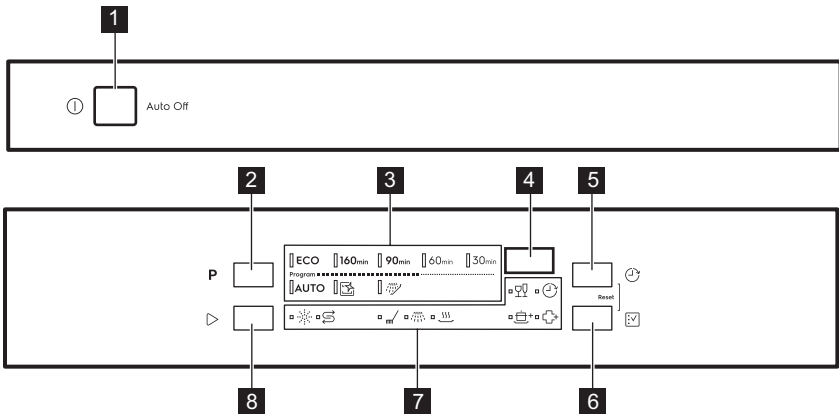 1
Auto Off
2 3 4 5
P
ECO 160min 90min 60min 30min
Program
AUTO
Reset
8 7 6